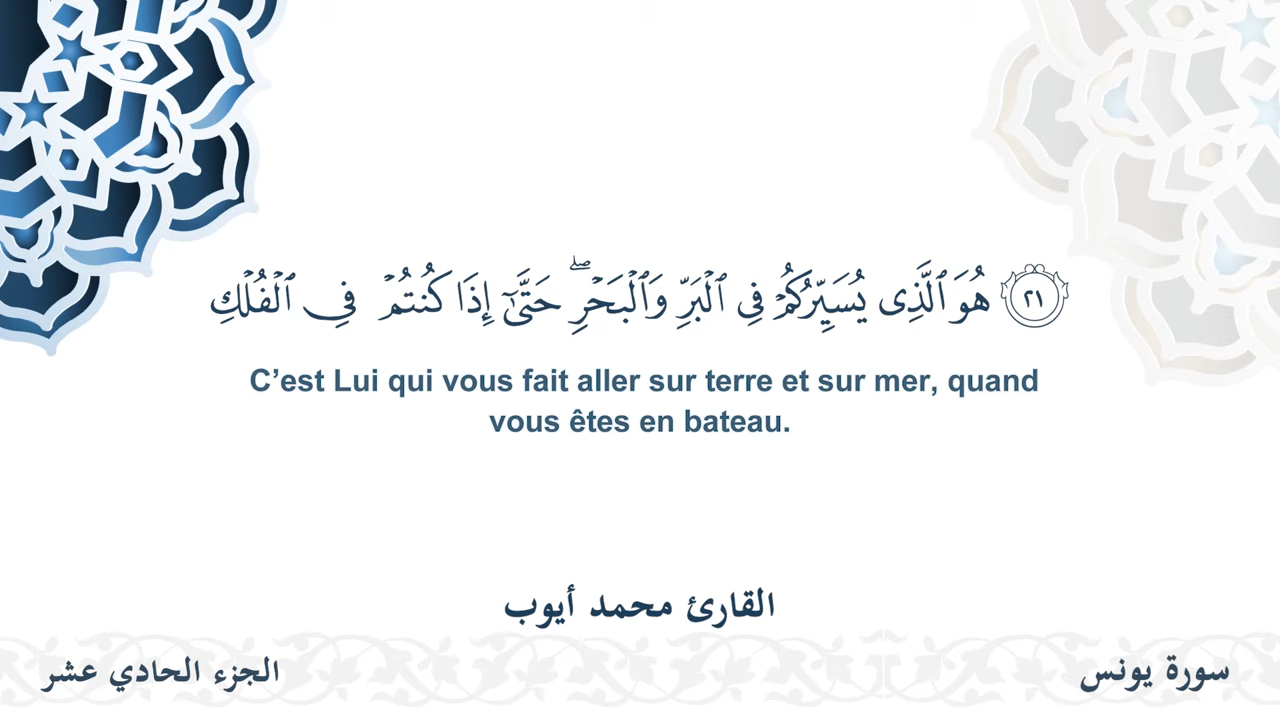 ٢١ هُوَ ٱلَّذِى يُسَيِّرُكُمْ فِى ٱلْبَرِّ وَٱلْبَحْرِ ۖ حَتَّىٰٓ إِذَا كُنتُمْ فِى ٱلْفُلْكِ
C’est Lui qui vous fait aller sur terre et sur mer, quand
vous êtes en bateau.
القارئ محمد أيوب
سورة يونس
الجزء الحادي عشر